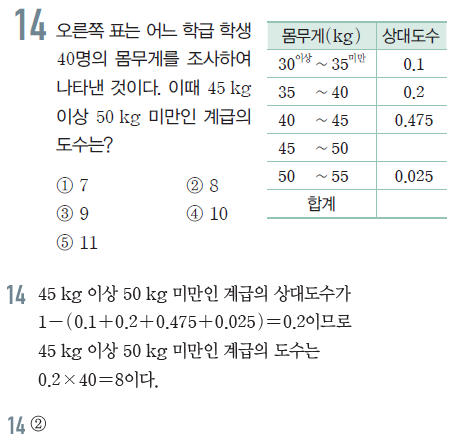 14 오른쪽 표는 어느 학급 학생
40명의 몸무게를 조사하여
나타낸 것이다. 이때 45 kg
이상 50 kg 미만인 계급의
도수는?
① 7 ② 8
③ 9 ④ 10
⑤ 11
몸무게(kg) 상대도수
30이상 ~ 35미만 0.1
35 ~ 40 0.2
40 ~ 45 0.475
45 ~ 50
50 ~ 55 0.025
합계
14 45 kg 이상 50 kg 미만인 계급의 상대도수가
1-(0.1+0.2+0.475+0.025)=0.2이므로
45 kg 이상 50 kg 미만인 계급의 도수는
0.2×40=8이다.
14 ②